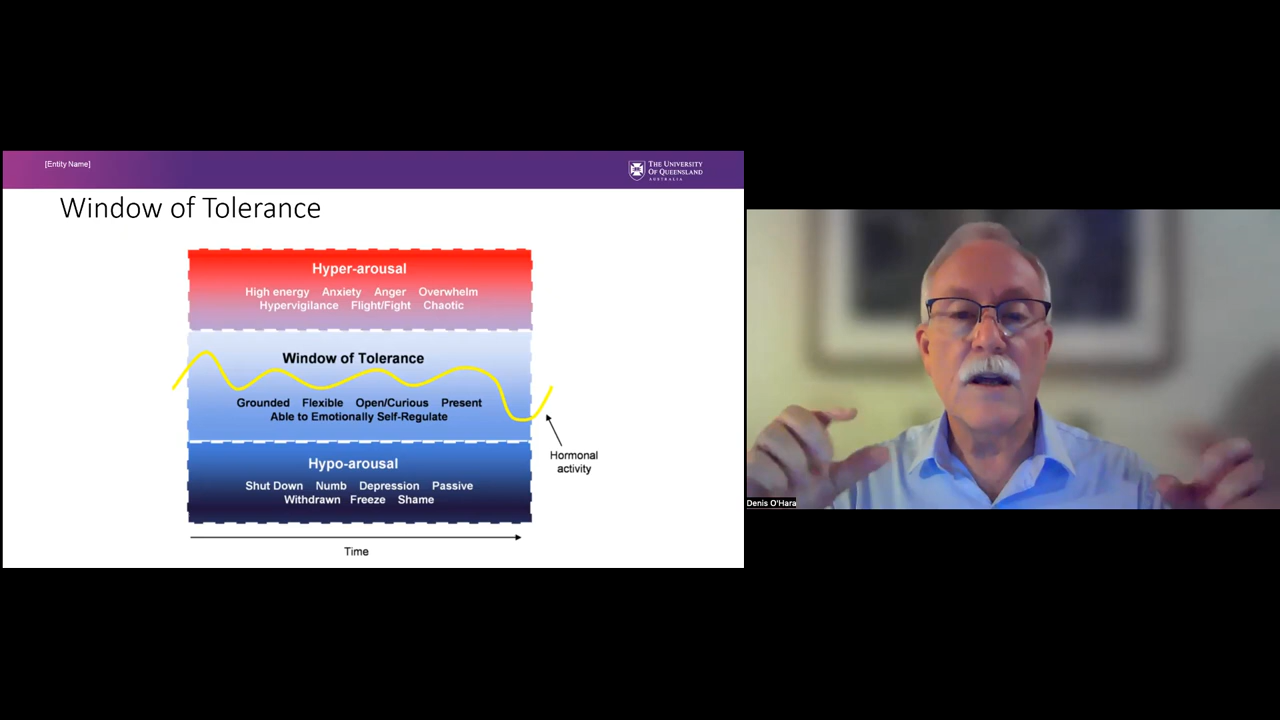 [Entity Name]
THE UNIVERSITY
OF QUEENSLAND
AUSTRALIA
Window of Tolerance
Hyper-arousal
High energy Anxiety Anger Overwhelm
Hypervigilance Flight/Fight Chaotic
Window of Tolerance
Grounded Flexible Open/Curious Present
Able to Emotionally Self-Regulate
Hypo-arousal
Shut Down Numb Depression Passive
Withdrawn Freeze Shame
Hormonal
activity
Time
Denis O'Hara